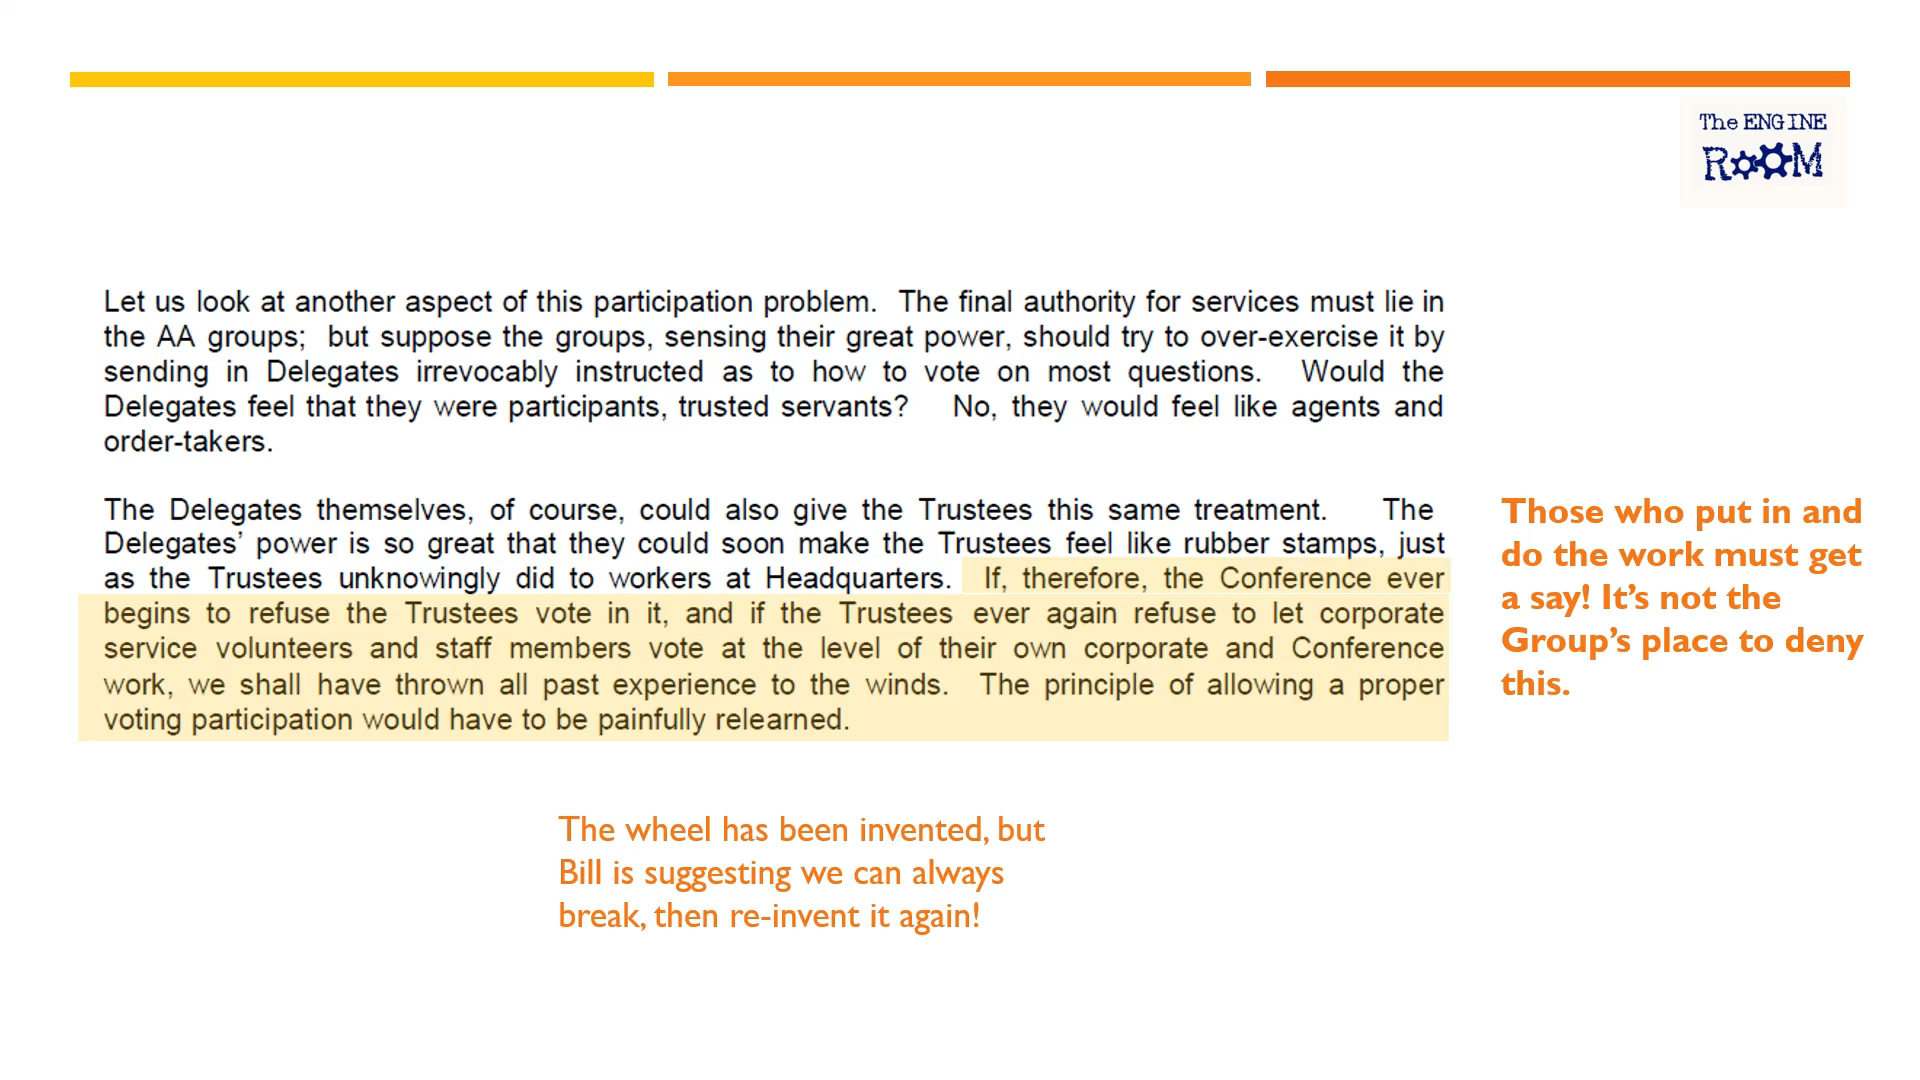 The ENGINE
ROOM
Let us look at another aspect of this participation problem. The final authority for services must lie in
the AA groups; but suppose the groups, sensing their great power, should try to over-exercise it by
sending in Delegates irrevocably instructed as to how to vote on most questions. Would the
Delegates feel that they were participants, trusted servants? No, they would feel like agents and
order-takers.
The Delegates themselves, of course, could also give the Trustees this same treatment. The
Delegates’ power is so great that they could soon make the Trustees feel like rubber stamps, just
as the Trustees unknowingly did to workers at Headquarters. If, therefore, the Conference ever
begins to refuse the Trustees vote in it, and if the Trustees ever again refuse to let corporate
service volunteers and staff members vote at the level of their own corporate and Conference
work, we shall have thrown all past experience to the winds. The principle of allowing a proper
voting participation would have to be painfully relearned.
Those who put in and
do the work must get
a say! It’s not the
Group’s place to deny
this.
The wheel has been invented, but
Bill is suggesting we can always
break, then re-invent it again!